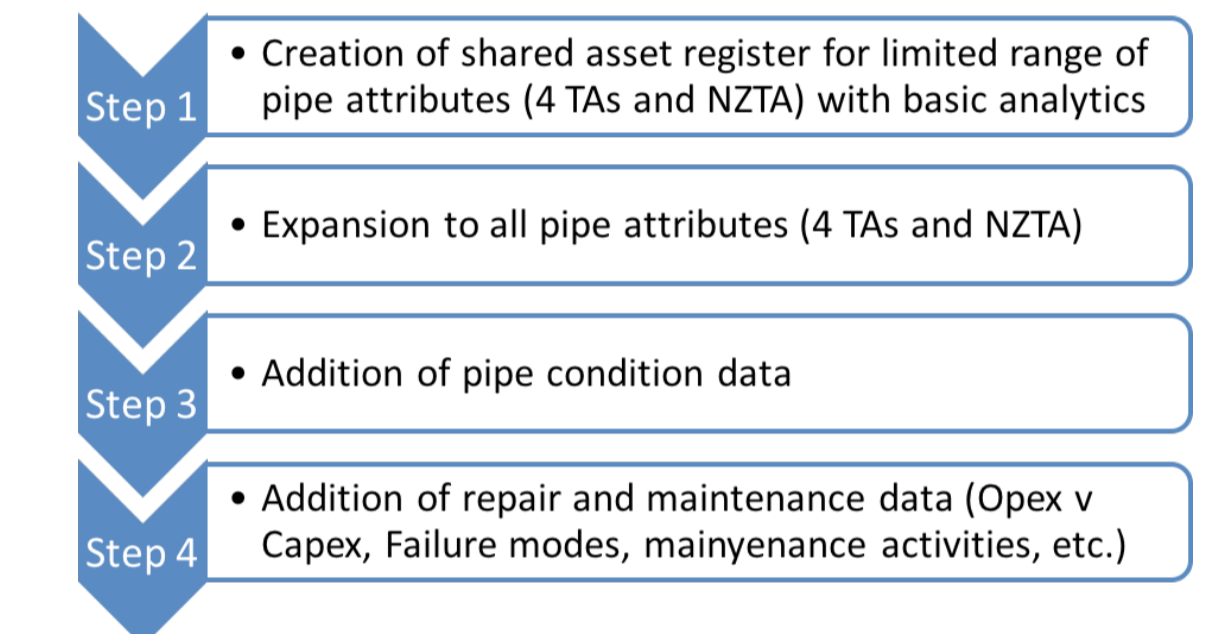 Step 1
• Creation of shared asset register for limited range of
pipe attributes (4 TAs and NZTA) with basic analytics
Step 2
• Expansion to all pipe attributes (4 TAs and NZTA)
Step 3
• Addition of pipe condition data
Step 4
• Addition of repair and maintenance data (Opex v
Capex, Failure modes, mainyenance activities, etc.)